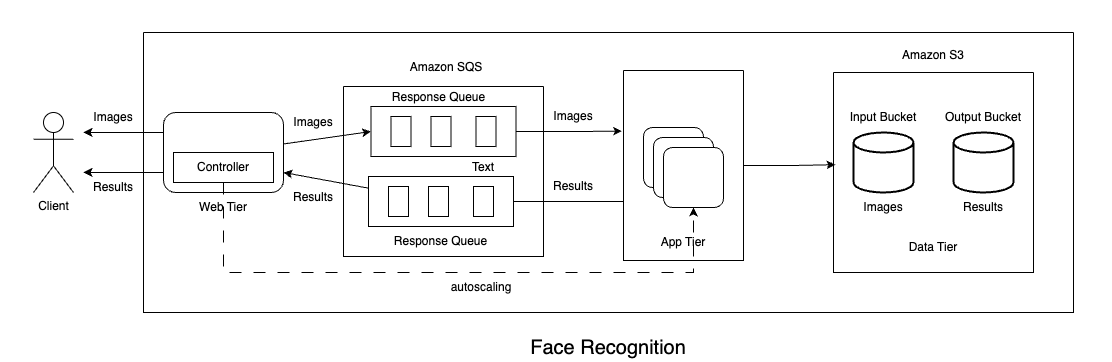 Amazon S3
Amazon SQS
Response Queue
Images
Images
Images
Input Bucket
Output Bucket
Controller
Text
Client
Results
Web Tier
Results
Results
Images
Results
Response Queue
App Tier
Data Tier
autoscaling
Face Recognition